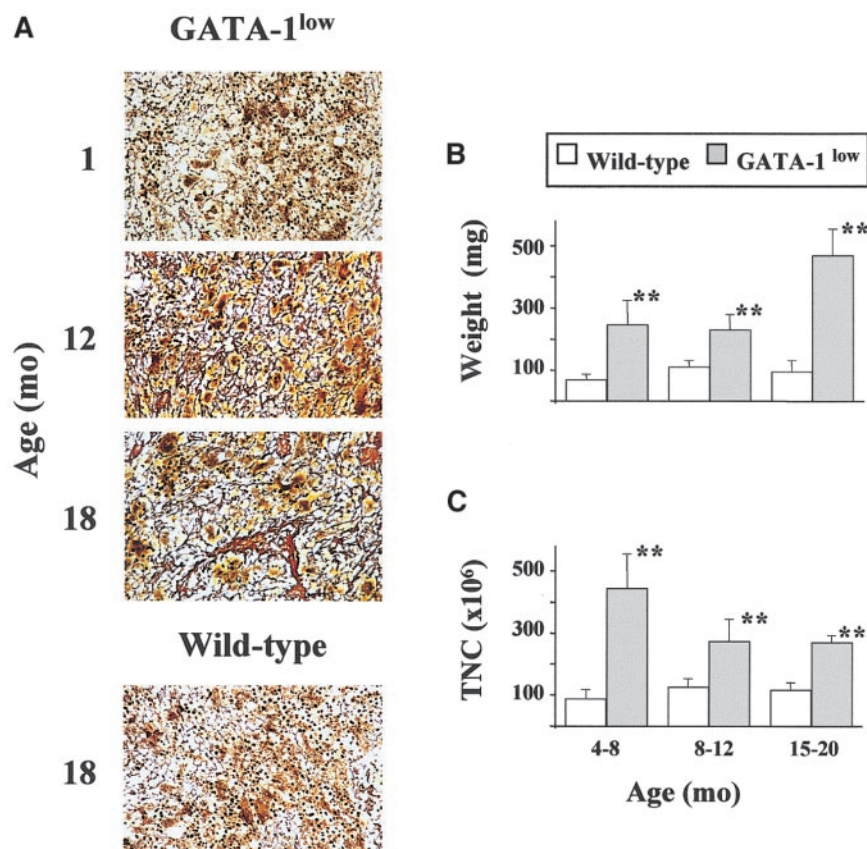 A
GATA-1low
1
12
18
Age (mo)
Wild-type
18
B
Wild-type GATA-1 low
Weight (mg)
500
300
100
**
**
**
C
TNC (x10⁶)
500
300
100
**
**
**
4-8 8-12 15-20
Age (mo)